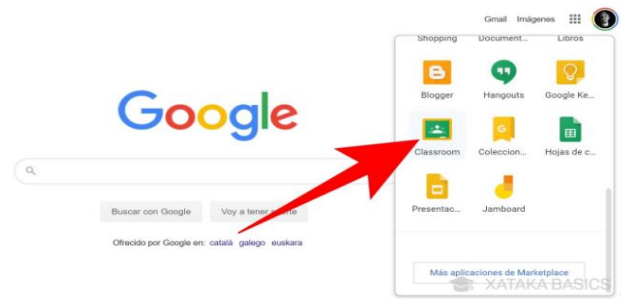 Gmail Imágenes
Shopping Document... Libros
Blogger Hangouts Google Ke...
Google
Classroom Coleccion... Hojas de c...
Buscar con Google Voy a tener
Presentac... Jamboard
Ofrecido por Google en: català galego euskara
Más aplicaciones de Marketplace
XATAKA BASICS